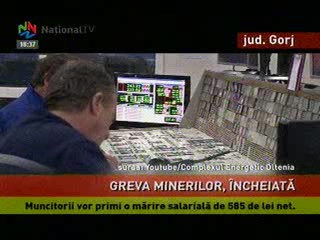 NaționalTV
18:37
jud. Gorj
sursa: Youtube/Complexul Energetic Oltenia
GREVA MINERILOR, ÎNCHEIATĂ
Muncitorii vor primi o mărire salarială de 585 de lei net.